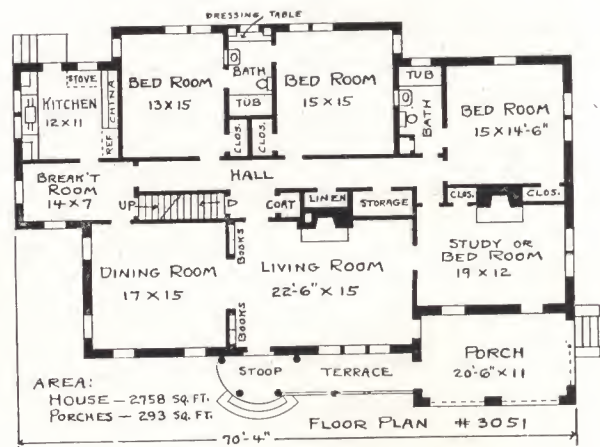 DRESSING TABLE
BED ROOM
13 X 15
BATH
TUB
BED ROOM
15 X 15
TUB
BATH
BED ROOM
15 X 14'-6"
STOVE
KITCHEN
12 X 11
CHINA
REF.
CLOS.
CLOS.
HALL
BREAK'T
ROOM
14 X 7
UP
D
COAT
LINEN
STORAGE
CLOS.
CLOS.
STUDY OR
BED ROOM
19 X 12
DINING ROOM
17 X 15
BOOKS
BOOKS
LIVING ROOM
22'-6" X 15
STOOP
TERRACE
PORCH
20'-6" X 11
AREA:
HOUSE — 2758 SQ. FT.
PORCHES — 293 SQ. FT.
FLOOR PLAN #3051
70'-4"